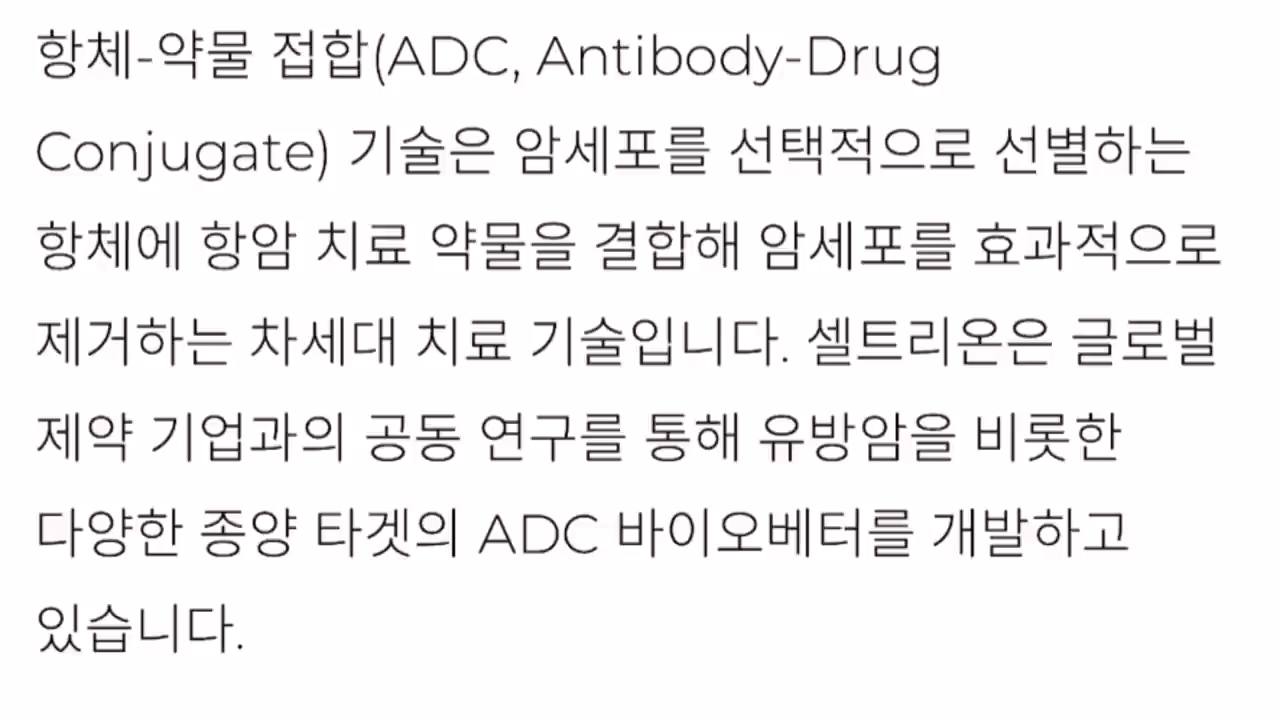 항체-약물 접합(ADC, Antibody-Drug
Conjugate) 기술은 암세포를 선택적으로 선별하는
항체에 항암 치료 약물을 결합해 암세포를 효과적으로
제거하는 차세대 치료 기술입니다. 셀트리온은 글로벌
제약 기업과의 공동 연구를 통해 유방암을 비롯한
다양한 종양 타겟의 ADC 바이오베터를 개발하고
있습니다.